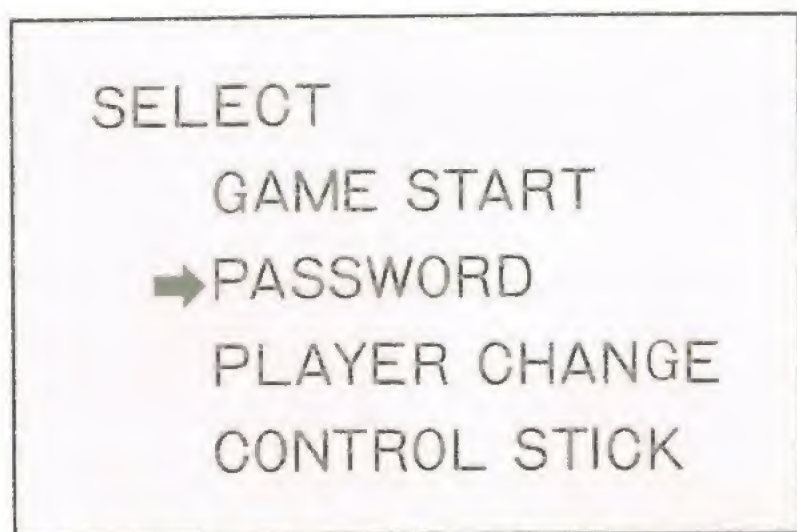 SELECT
GAME START
PASSWORD
PLAYER CHANGE
CONTROL STICK